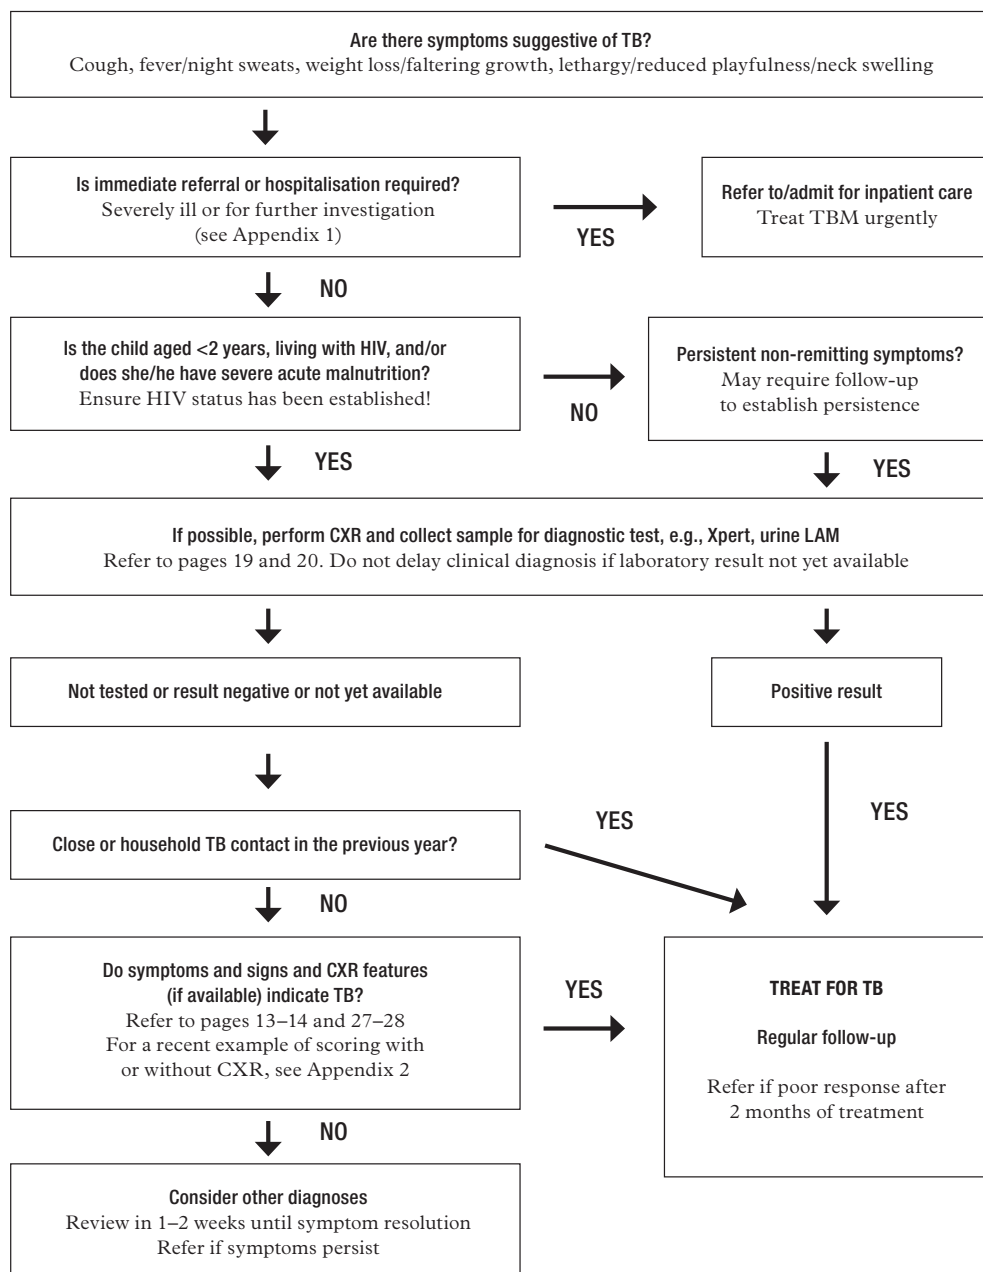 Are there symptoms suggestive of TB?
Cough, fever/night sweats, weight loss/faltering growth, lethargy/reduced playfulness/neck swelling
Is immediate referral or hospitalisation required?
Severely ill or for further investigation
(see Appendix 1)
YES
Refer to/admit for inpatient care
Treat TBM urgently
NO
Is the child aged <2 years, living with HIV, and/or
does she/he have severe acute malnutrition?
Ensure HIV status has been established!
NO
Persistent non-remitting symptoms?
May require follow-up
to establish persistence
YES
YES
If possible, perform CXR and collect sample for diagnostic test, e.g., Xpert, urine LAM
Refer to pages 19 and 20. Do not delay clinical diagnosis if laboratory result not yet available
Not tested or result negative or not yet available
Positive result
Close or household TB contact in the previous year?
YES
YES
NO
Do symptoms and signs and CXR features
(if available) indicate TB?
Refer to pages 13–14 and 27–28
For a recent example of scoring with
or without CXR, see Appendix 2
YES
TREAT FOR TB
Regular follow-up
Refer if poor response after
2 months of treatment
NO
Consider other diagnoses
Review in 1–2 weeks until symptom resolution
Refer if symptoms persist